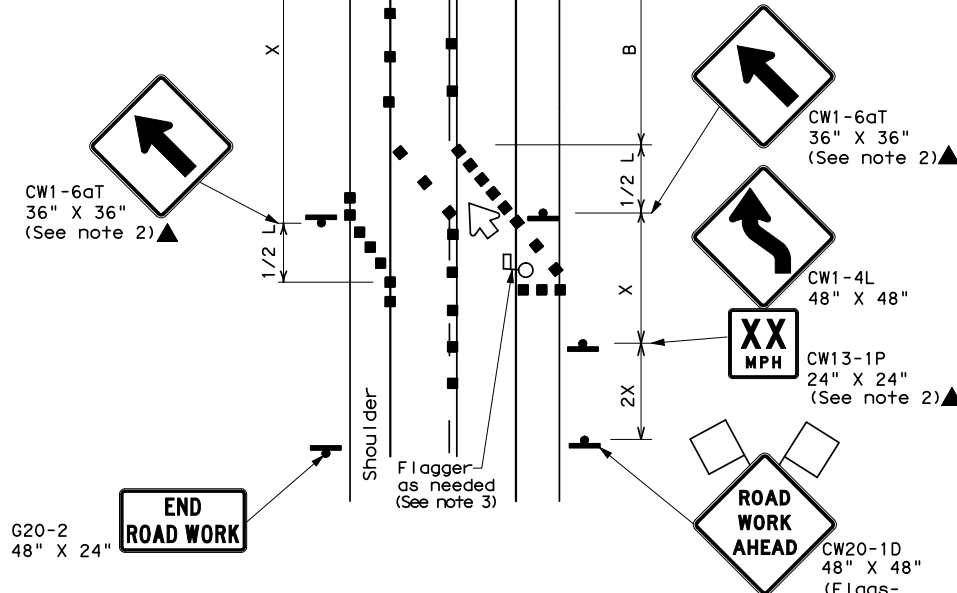 X
B
CW1-6aT
36" X 36"
(See note 2)▲
1/2 L
CW1-6aT
36" X 36"
(See note 2)▲
1/2 L
CW1-4L
48" X 48"
X
XX
MPH
CW13-1P
24" X 24"
(See note 2)▲
2X
Shoulder
Flagger
as needed
(See note 3)
END
ROAD WORK
G20-2
48" X 24"
ROAD
WORK
AHEAD
CW20-1D
48" X 48"
(Flags-